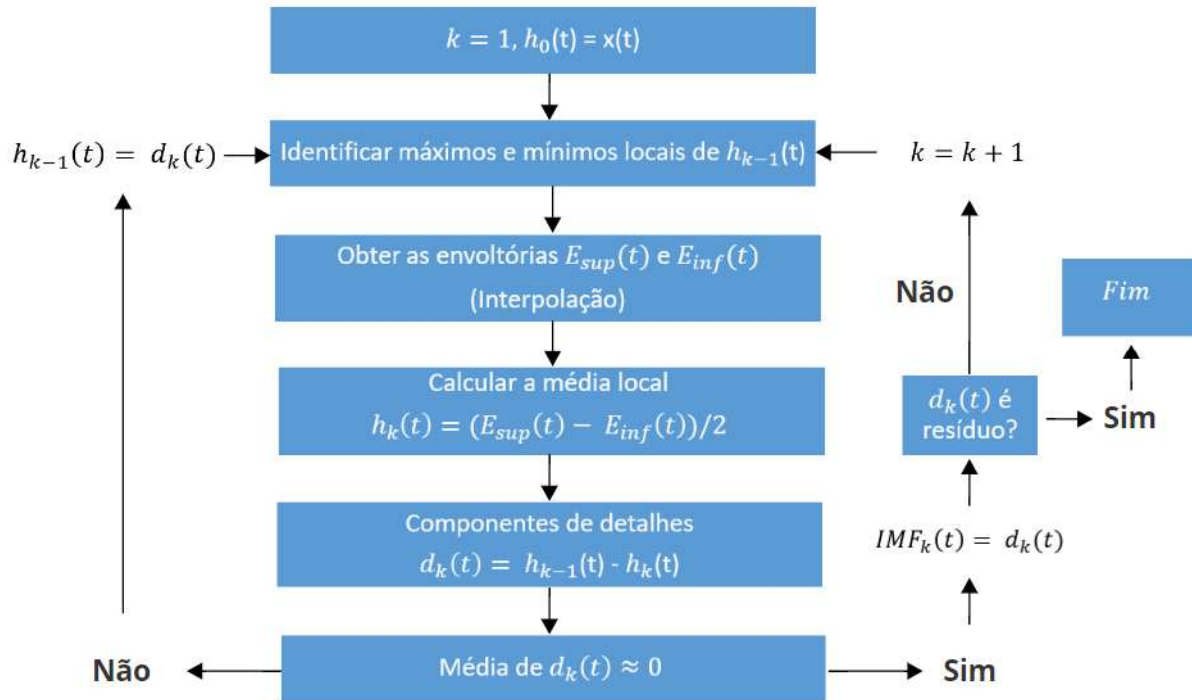 k = 1, h₀(t) = x(t)
hₖ₋₁(t) = dₖ(t)
Identificar máximos e mínimos locais de hₖ₋₁(t)
k = k + 1
Obter as envoltórias E_sup(t) e E_inf(t)
(Interpolação)
Não
Fim
Calcular a média local
hₖ(t) = (E_sup(t) − E_inf(t))/2
dₖ(t) é
resíduo?
Sim
Componentes de detalhes
dₖ(t) = hₖ₋₁(t) - hₖ(t)
IMFₖ(t) = dₖ(t)
Não
Média de dₖ(t) ≈ 0
Sim